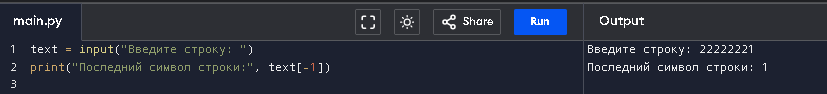 main.py Share Run Output
1 text = input("Введите строку: ")
2 print("Последний символ строки:", text[-1])
3
Введите строку: 22222221
Последний символ строки: 1